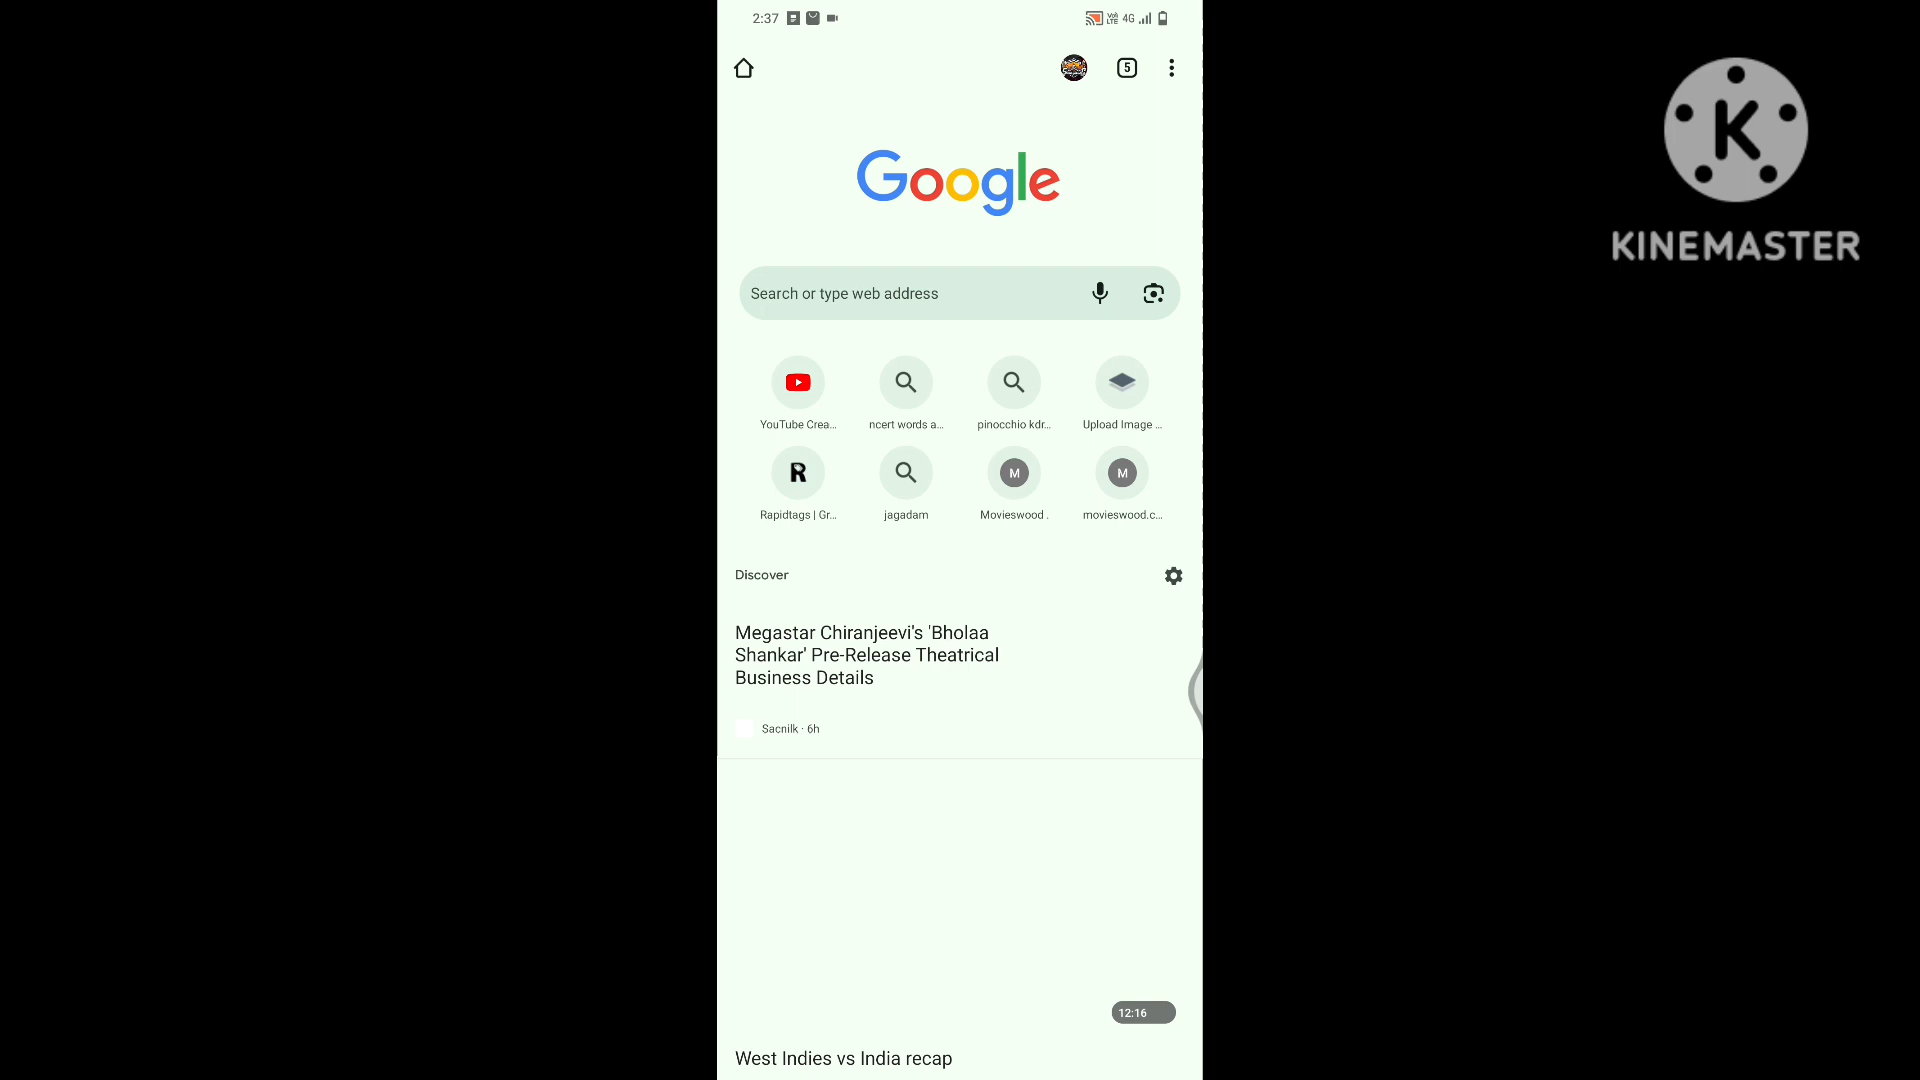 2:37
Vo)
LTE
4G
5
K
KINEMASTER
Google
Search or type web address
YouTube Crea...
ncert words a...
pinocchio kdr...
Upload Image ...
R
M
M
Rapidtags | Gr...
jagadam
Movieswood .
movieswood.c...
Discover
Megastar Chiranjeevi's 'Bholaa
Shankar' Pre-Release Theatrical
Business Details
Sacnilk · 6h
12:16
West Indies vs India recap